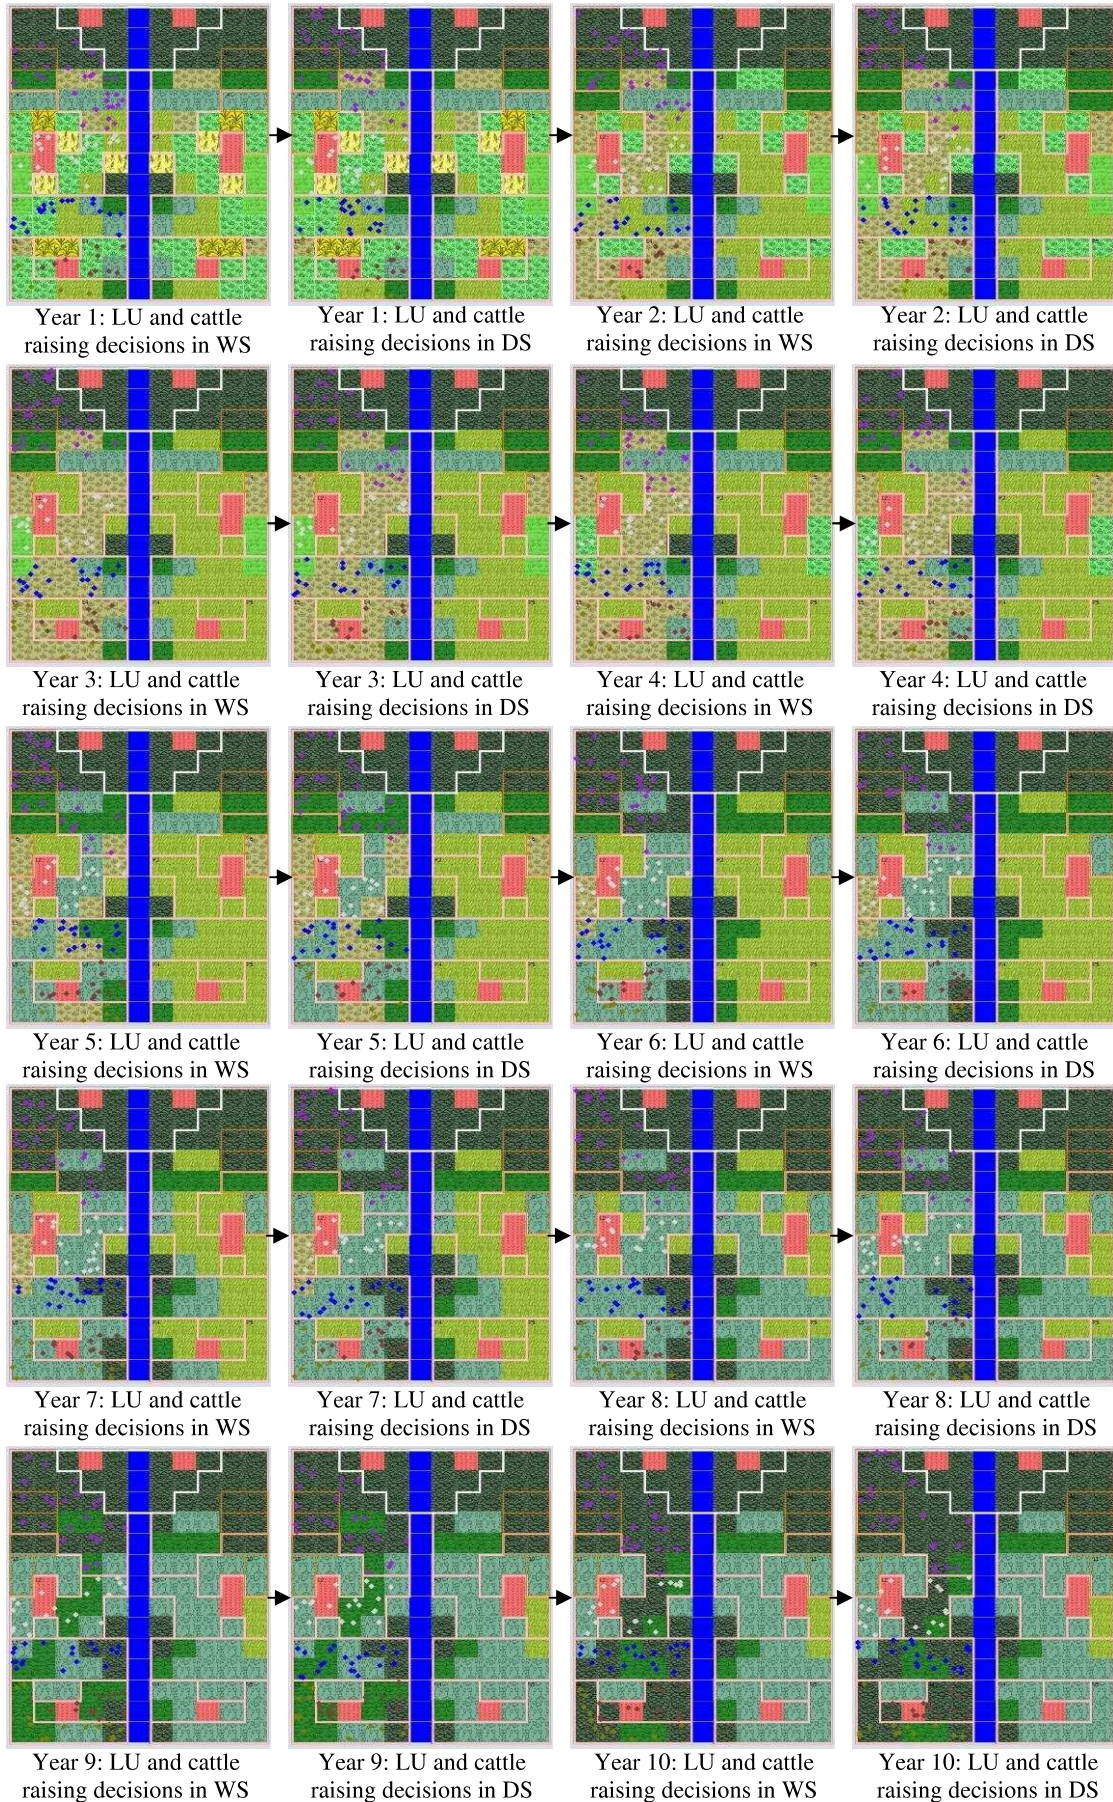 Year 1: LU and cattle
raising decisions in WS
Year 1: LU and cattle
raising decisions in DS
Year 2: LU and cattle
raising decisions in WS
Year 2: LU and cattle
raising decisions in DS
Year 3: LU and cattle
raising decisions in WS
Year 3: LU and cattle
raising decisions in DS
Year 4: LU and cattle
raising decisions in WS
Year 4: LU and cattle
raising decisions in DS
Year 5: LU and cattle
raising decisions in WS
Year 5: LU and cattle
raising decisions in DS
Year 6: LU and cattle
raising decisions in WS
Year 6: LU and cattle
raising decisions in DS
Year 7: LU and cattle
raising decisions in WS
Year 7: LU and cattle
raising decisions in DS
Year 8: LU and cattle
raising decisions in WS
Year 8: LU and cattle
raising decisions in DS
Year 9: LU and cattle
raising decisions in WS
Year 9: LU and cattle
raising decisions in DS
Year 10: LU and cattle
raising decisions in WS
Year 10: LU and cattle
raising decisions in DS